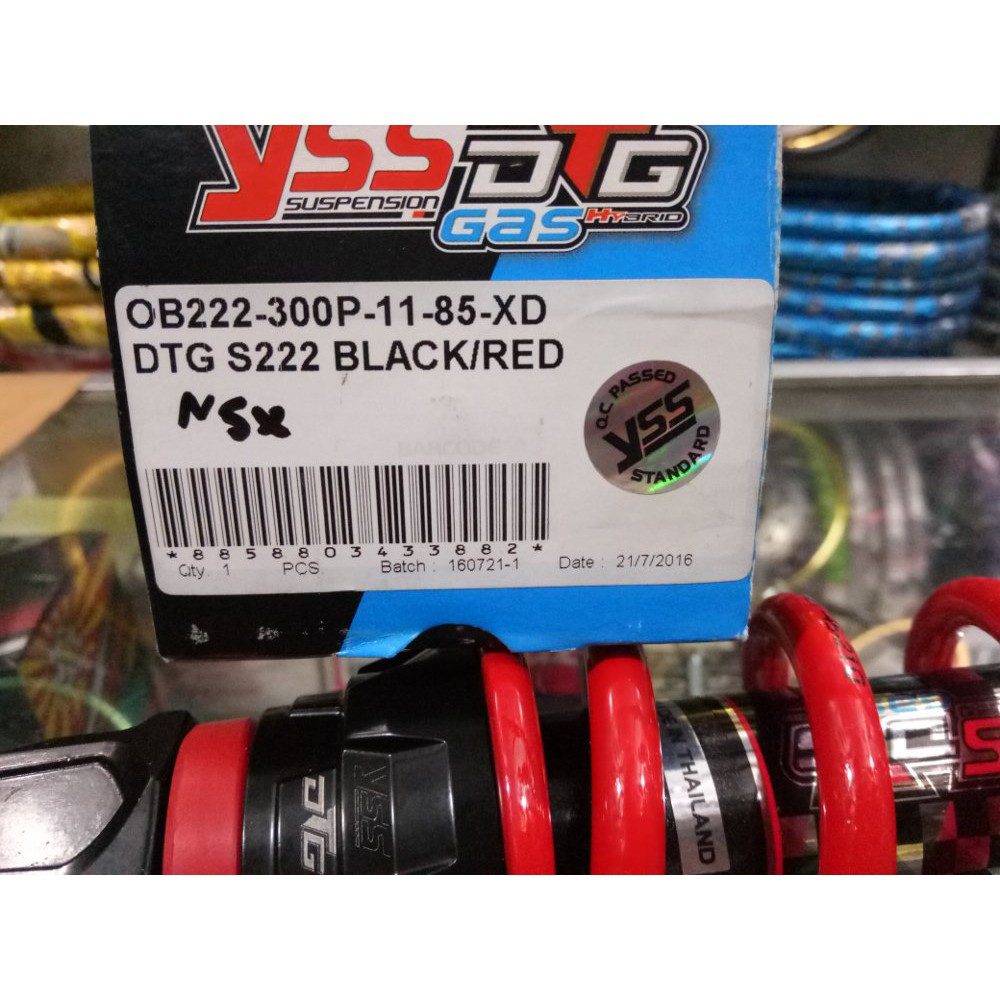 YSS DTG
SUSPENSION
Gas HYBRID
OB222-300P-11-85-XD
DTG S222 BLACK/RED
NSX
Q.C. PASSED
YSS
STANDARD
*8858803433882*
Qty. 1 PCS. Batch : 160721-1 Date : 21/7/2016
DTG
YSS
THAILAND